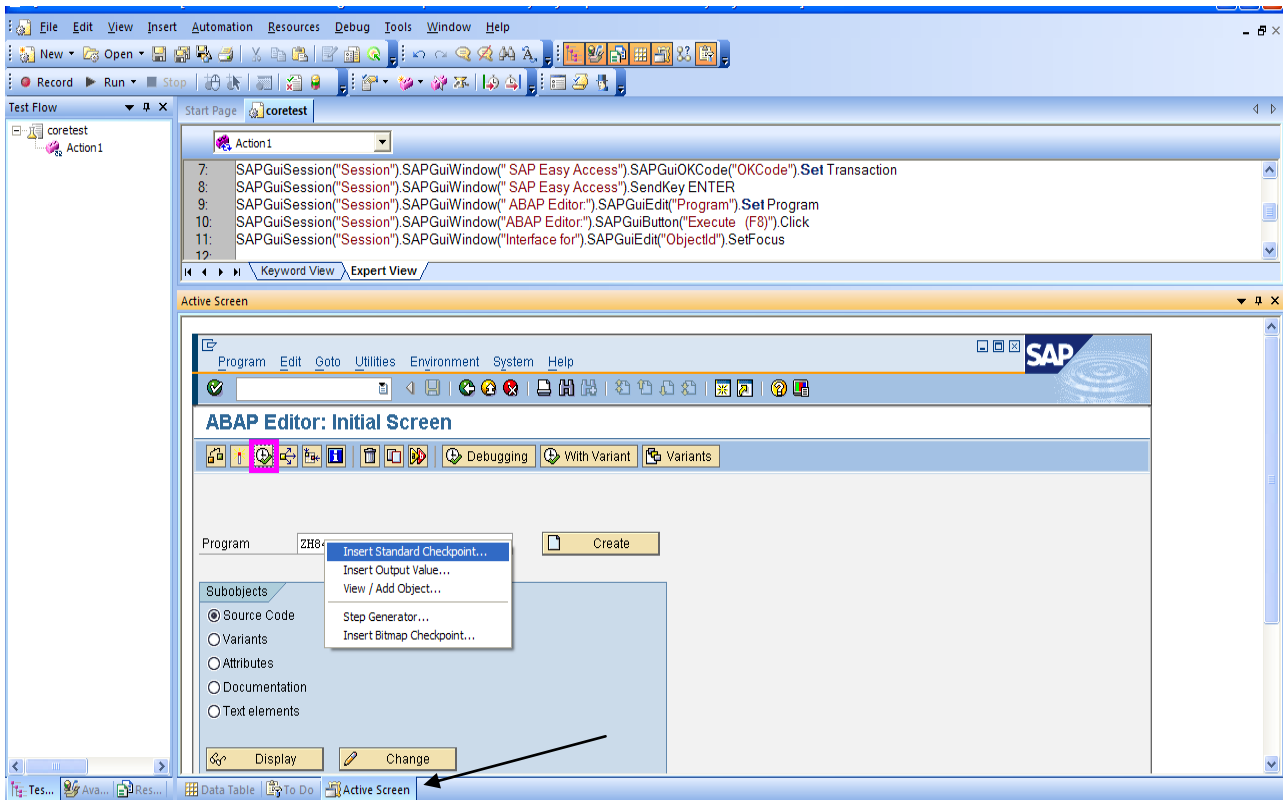 File Edit View Insert Automation Resources Debug Tools Window Help
New Open
Record Run Stop
Test Flow
Start Page coretest
coretest
Action1
Action1
7: SAPGuiSession("Session").SAPGuiWindow(" SAP Easy Access").SAPGuiOKCode("OKCode").Set Transaction
8: SAPGuiSession("Session").SAPGuiWindow(" SAP Easy Access").SendKey ENTER
9: SAPGuiSession("Session").SAPGuiWindow(" ABAP Editor:").SAPGuiEdit("Program").Set Program
10: SAPGuiSession("Session").SAPGuiWindow("ABAP Editor:").SAPGuiButton("Execute (F8)").Click
11: SAPGuiSession("Session").SAPGuiWindow("Interface for").SAPGuiEdit("ObjectId").SetFocus
12:
Keyword View Expert View
Active Screen
Program Edit Goto Utilities Environment System Help
SAP
ABAP Editor: Initial Screen
Debugging With Variant Variants
Program ZH84 Create
Insert Standard Checkpoint...
Insert Output Value...
View / Add Object...
Step Generator...
Insert Bitmap Checkpoint...
Subobjects
Source Code
Variants
Attributes
Documentation
Text elements
Display Change
Tes... Ava... Res... Data Table To Do Active Screen